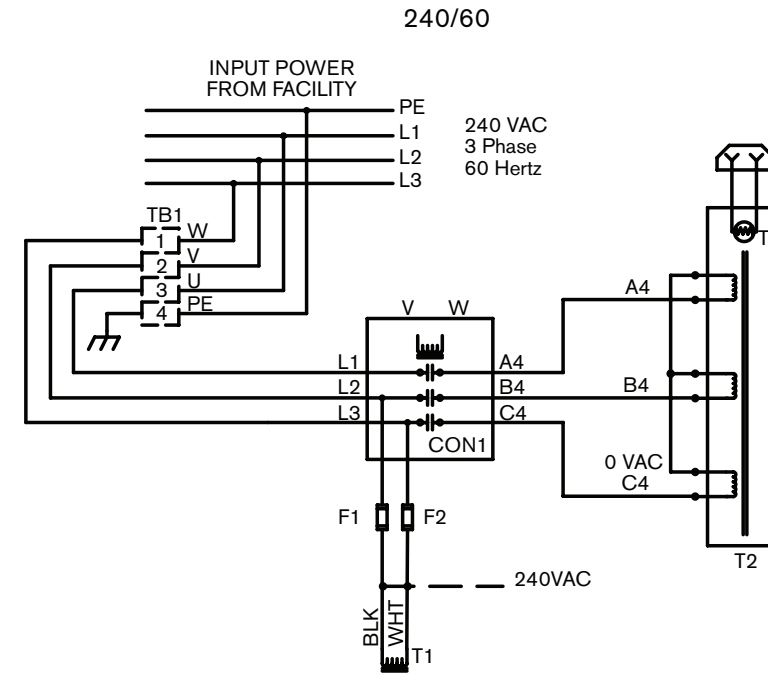 240/60
INPUT POWER
FROM FACILITY
PE
L1
L2
L3
240 VAC
3 Phase
60 Hertz
TB1
1 W
2 V
3 U
4 PE
V W
L1 A4
L2 B4
L3 C4
CON1
A4
B4
0 VAC
C4
T
T2
F1 F2
240VAC
BLK
WHT
T1